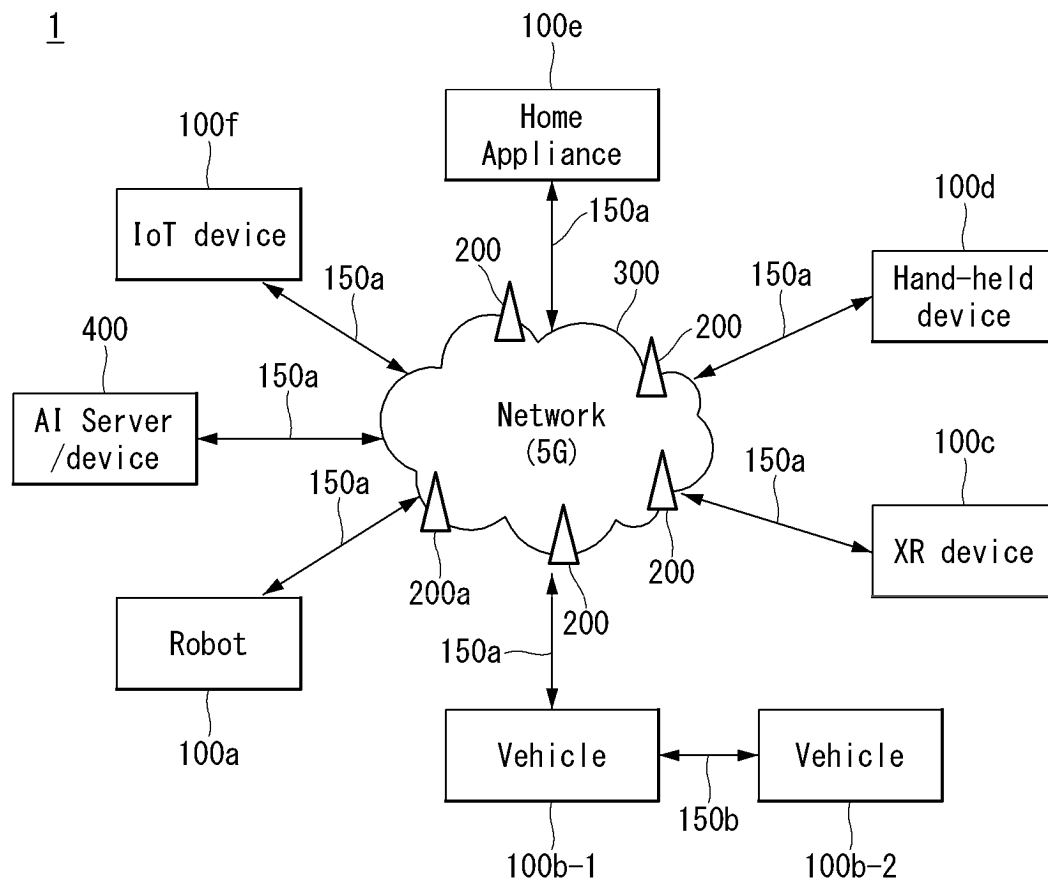 1
100e
Home
Appliance
100f
IoT device
150a
100d
Hand-held
device
200
300
150a
150a
200
400
AI Server
/device
150a
Network
(5G)
100c
XR device
150a
150a
200a
200
200
Robot
100a
150a
Vehicle
Vehicle
150b
100b-1
100b-2